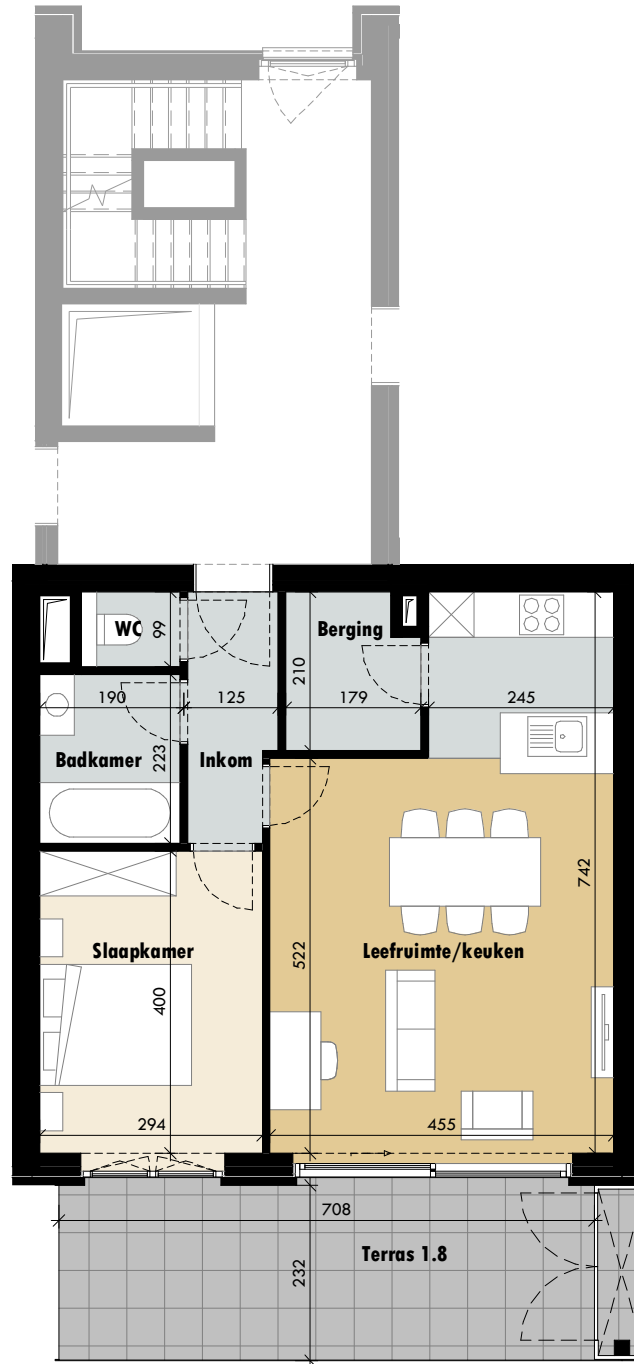 WC
99
Berging
210
190
125
179
245
Badkamer
223
Inkom
742
Slaapkamer
400
522
Leefruimte/keuken
294
455
708
Terras 1.8
232